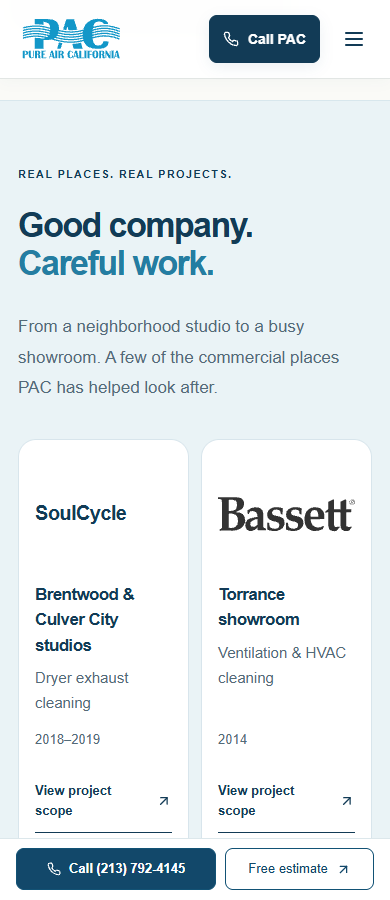 PAC
PURE AIR CALIFORNIA
Call PAC
REAL PLACES. REAL PROJECTS.
Good company.
Careful work.
From a neighborhood studio to a busy
showroom. A few of the commercial places
PAC has helped look after.
SoulCycle
Brentwood &
Culver City
studios
Dryer exhaust
cleaning
2018–2019
View project
scope
Bassett®
Torrance
showroom
Ventilation & HVAC
cleaning
2014
View project
scope
Call (213) 792-4145
Free estimate